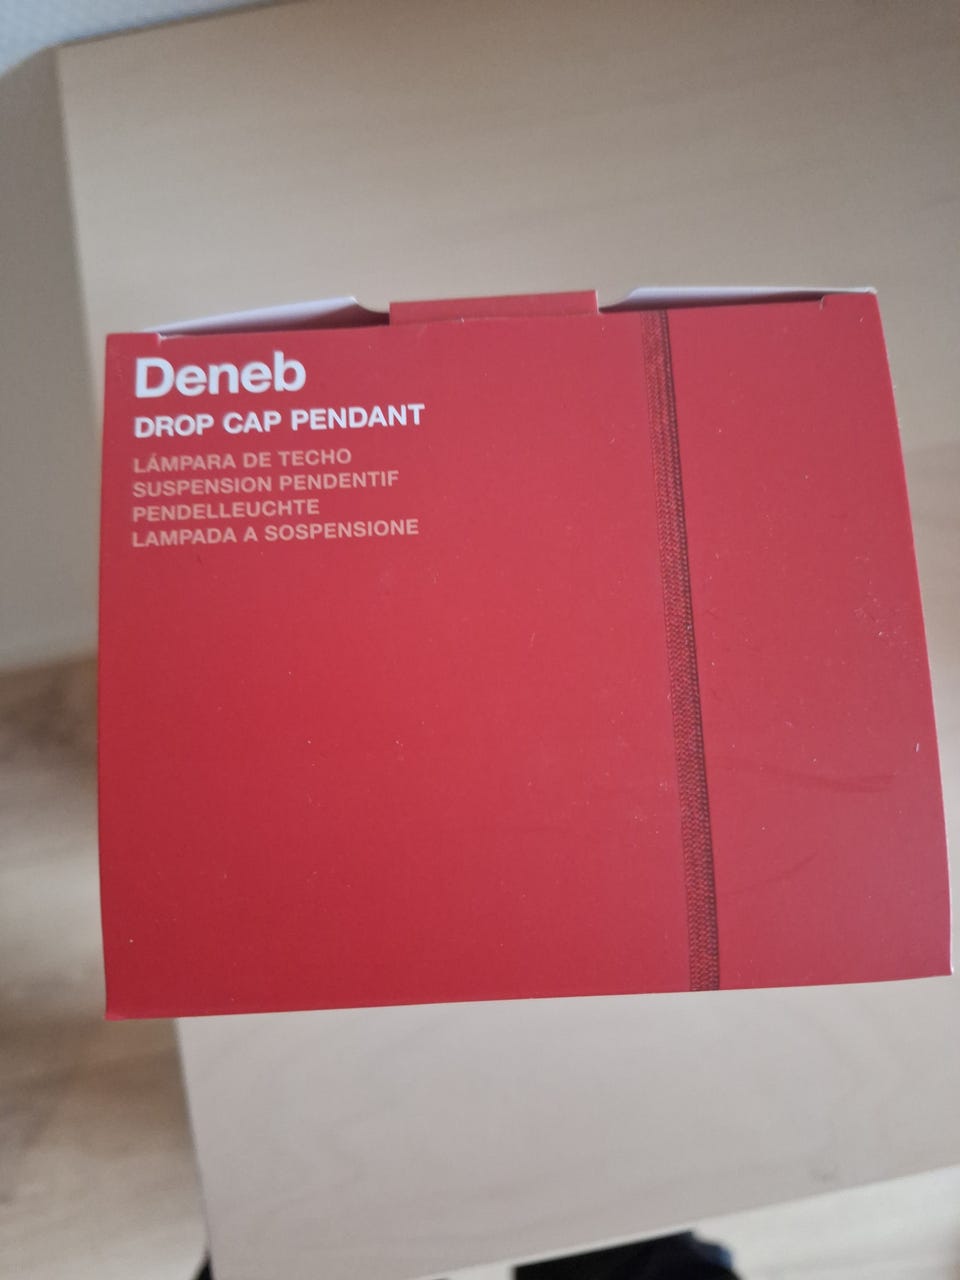 Deneb
DROP CAP PENDANT
LÁMPARA DE TECHO
SUSPENSION PENDENTIF
PENDELLEUCHTE
LAMPADA A SOSPENSIONE